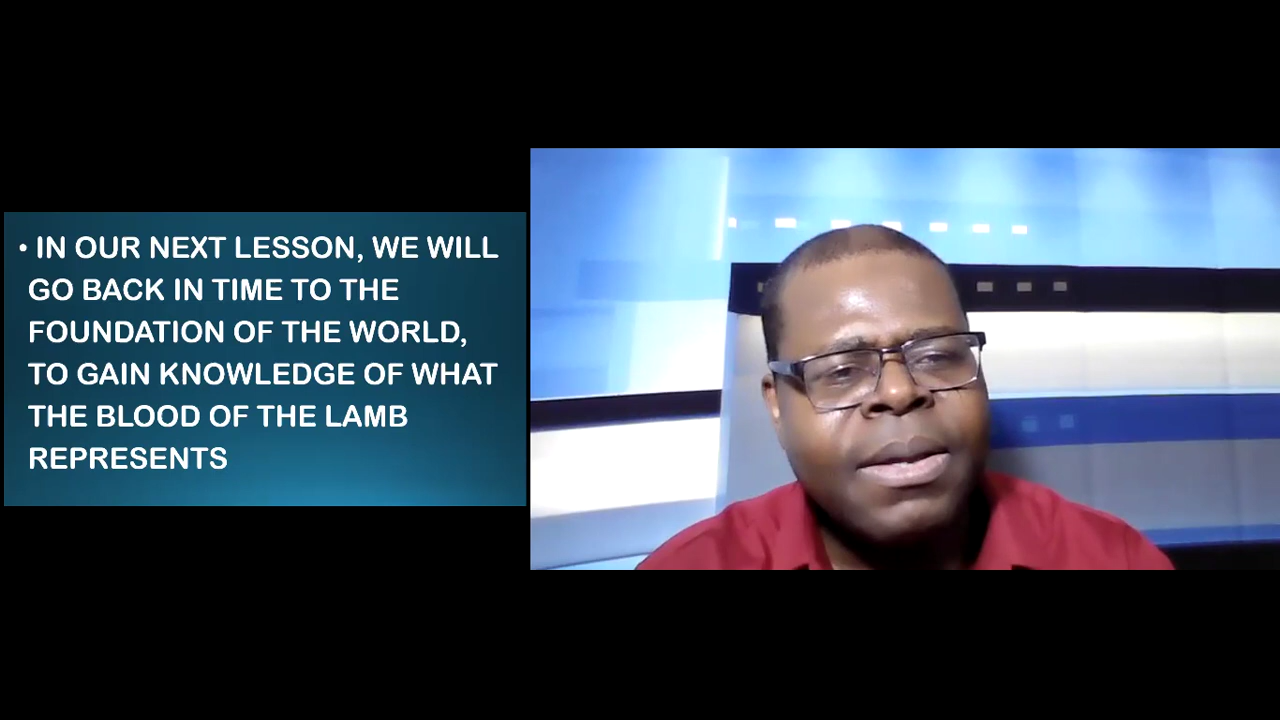 • IN OUR NEXT LESSON, WE WILL
GO BACK IN TIME TO THE
FOUNDATION OF THE WORLD,
TO GAIN KNOWLEDGE OF WHAT
THE BLOOD OF THE LAMB
REPRESENTS